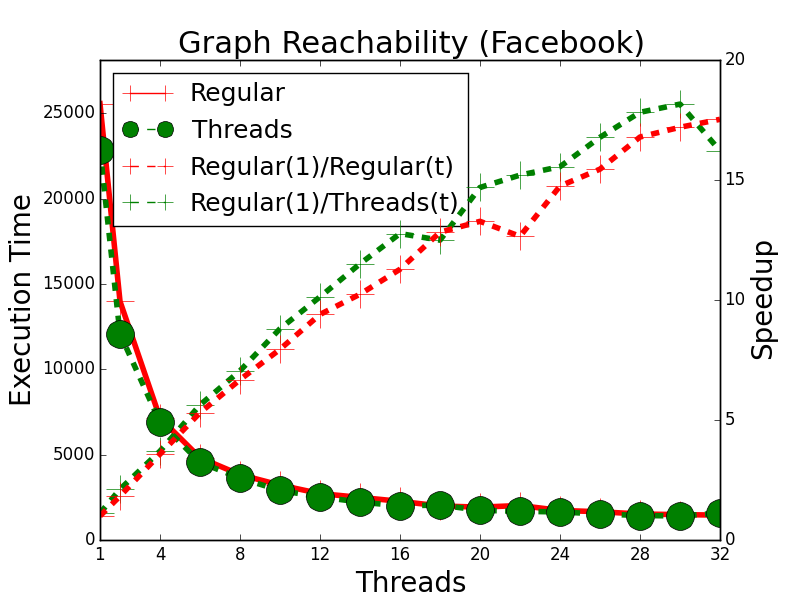 Graph Reachability (Facebook)
Regular
Threads
Regular(1)/Regular(t)
Regular(1)/Threads(t)
Execution Time
25000
20000
15000
10000
5000
0
Speedup
20
15
10
5
0
1 4 8 12 16 20 24 28 32
Threads